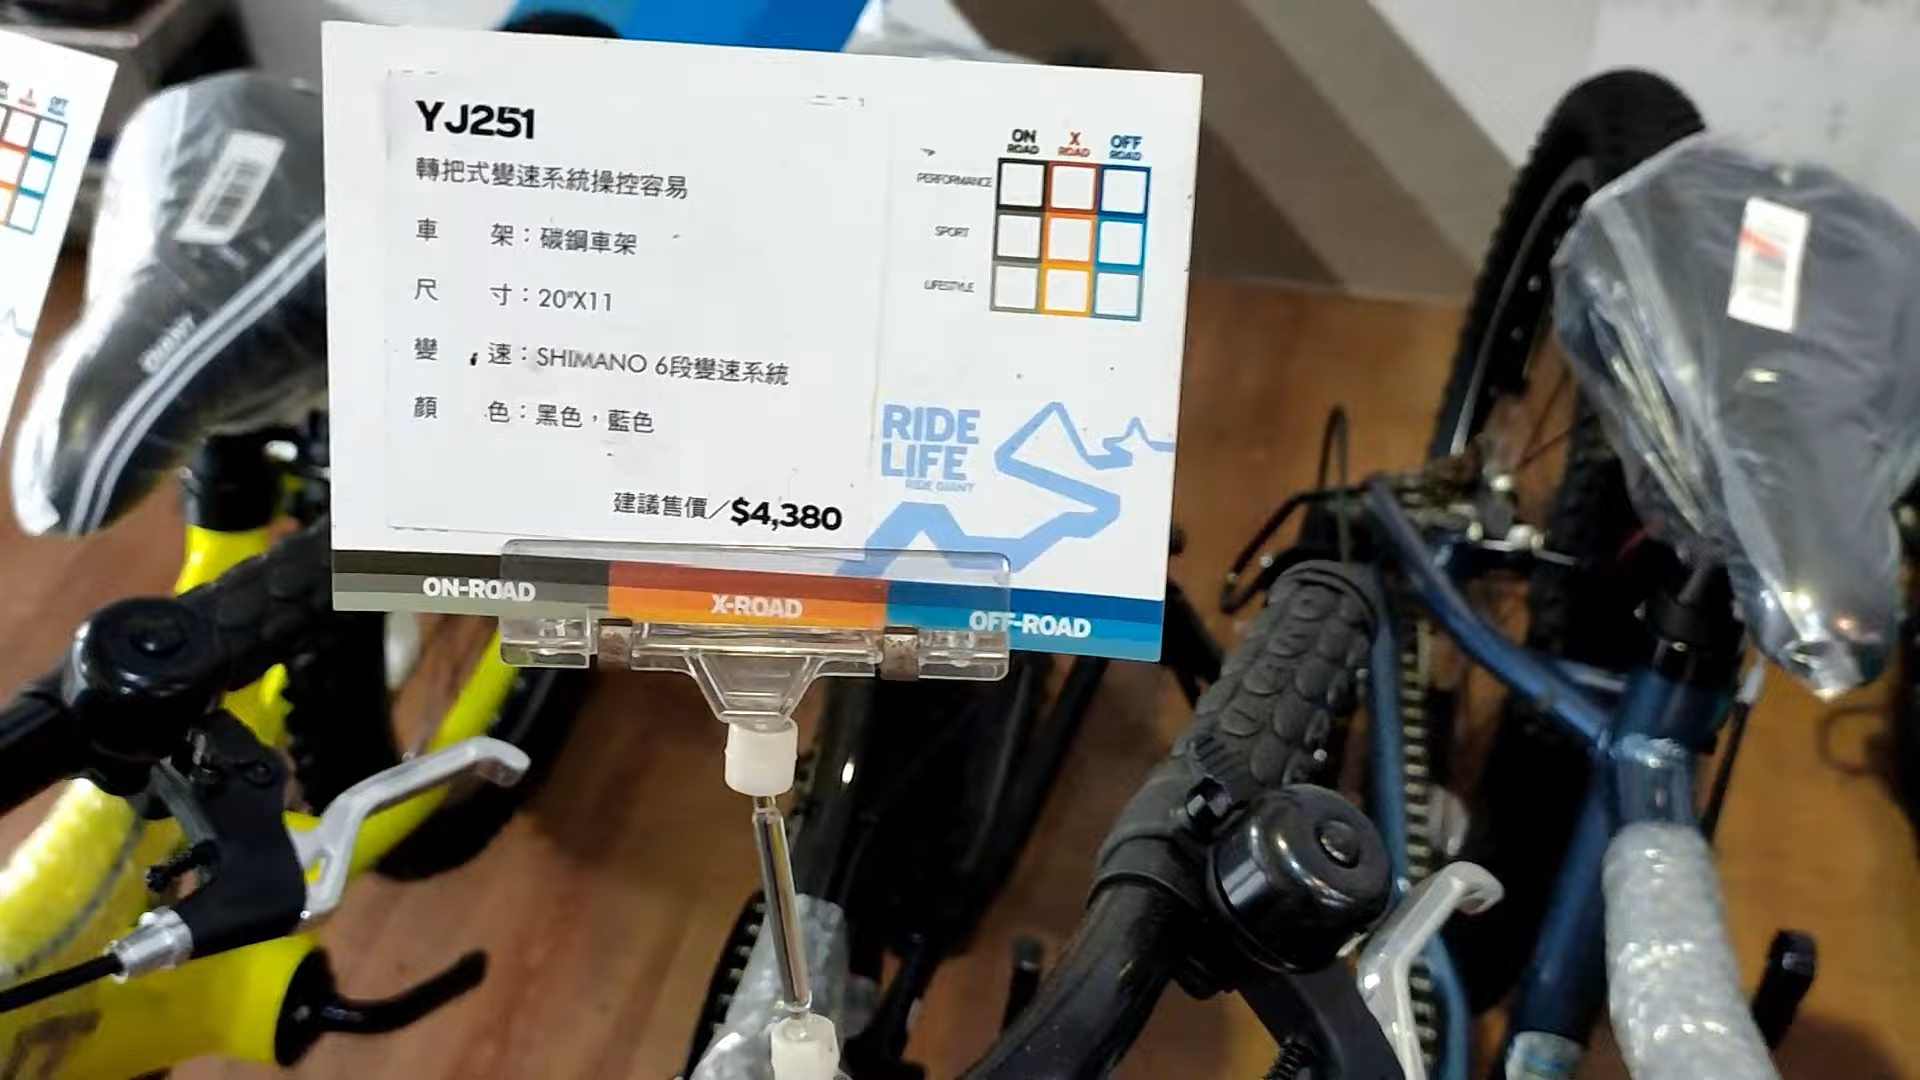 YJ251
轉把式變速系統操控容易
車 架：碳鋼車架
尺 寸：20"X11
變 速：SHIMANO 6段變速系統
顏 色：黑色，藍色
建議售價／$4,380
ON ROAD X ROAD OFF ROAD
PERFORMANCE
SPORT
LIFESTYLE
RIDE
LIFE
RIDE GIANT
ON-ROAD X-ROAD OFF-ROAD